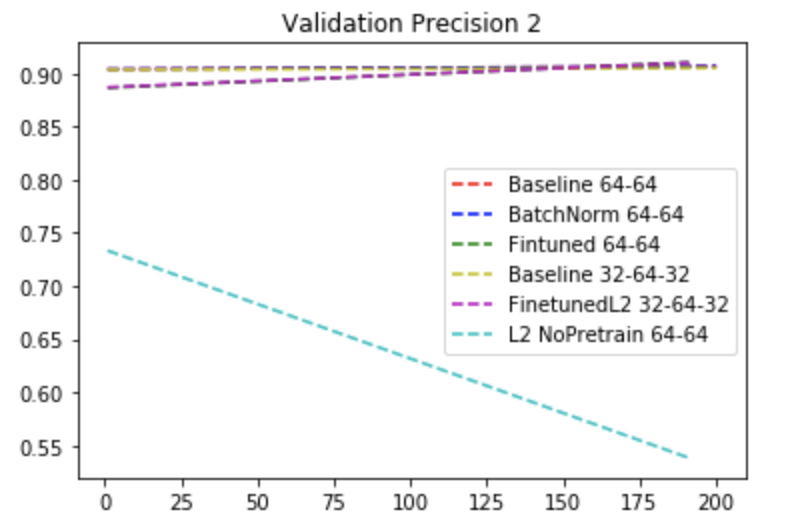 Validation Precision 2
0.90
0.85
0.80
0.75
0.70
0.65
0.60
0.55
Baseline 64-64
BatchNorm 64-64
Fintuned 64-64
Baseline 32-64-32
FinetunedL2 32-64-32
L2 NoPretrain 64-64
0 25 50 75 100 125 150 175 200